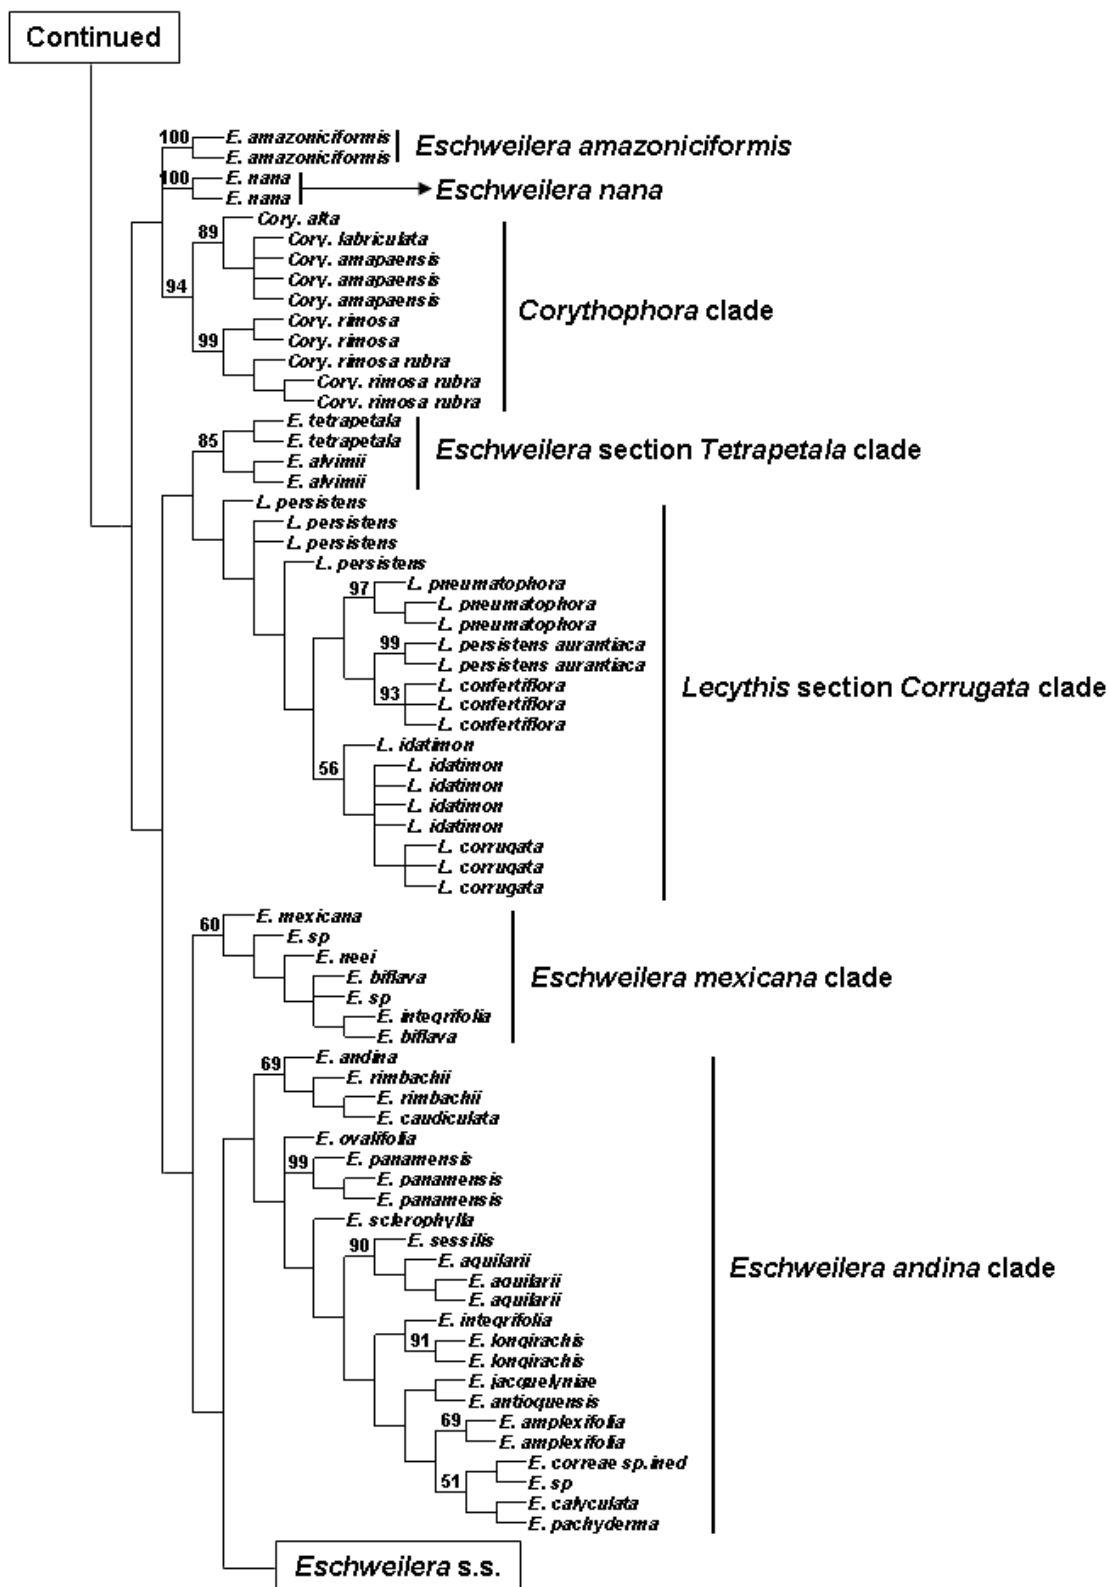 Continued
100
E. amazoniciformis
E. amazoniciformis
Eschweilera amazoniciformis
100
E. nana
E. nana
Eschweilera nana
Cory. alta
89
Cory. labriculata
Cory. amapaensis
Cory. amapaensis
94
Cory. amapaensis
Corythophora clade
Cory. rimosa
99
Cory. rimosa
Cory. rimosa rubra
Cory. rimosa rubra
Cory. rimosa rubra
E. tetrapetala
85
E. tetrapetala
Eschweilera section Tetrapetala clade
E. alvimii
E. alvimii
L. persistens
L. persistens
L. persistens
L. persistens
97
L. pneumatophora
L. pneumatophora
L. pneumatophora
99
L. persistens aurantiaca
L. persistens aurantiaca
L. confertiflora
Lecythis section Corrugata clade
93
L. confertiflora
L. confertiflora
L. idatimon
56
L. idatimon
L. idatimon
L. idatimon
L. idatimon
L. corrugata
L. corrugata
L. corrugata
60
E. mexicana
E. sp
E. neei
E. biflava
Eschweilera mexicana clade
E. sp
E. integrifolia
E. biflava
69
E. andina
E. rimbachii
E. rimbachii
E. caudiculata
E. ovalifolia
99
E. panamensis
E. panamensis
E. panamensis
E. sclerophylla
90
E. sessilis
E. aguilarii
Eschweilera andina clade
E. aguilarii
E. aguilarii
E. integrifolia
91
E. longirachis
E. longirachis
E. jacquelyniae
E. antioquensis
69
E. amplexifolia
E. amplexifolia
E. correae sp.ined
51
E. sp
E. calyculata
E. pachyderma
Eschweilera s.s.